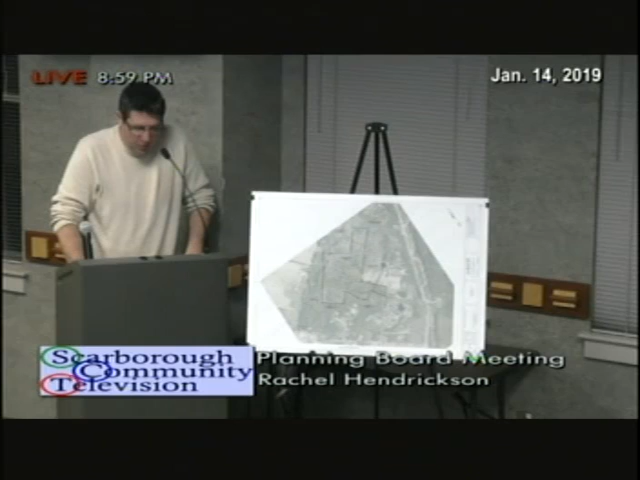 LIVE 8:59 PM
Jan. 14, 2019
Scarborough
Community
Television
Planning Board Meeting
Rachel Hendrickson